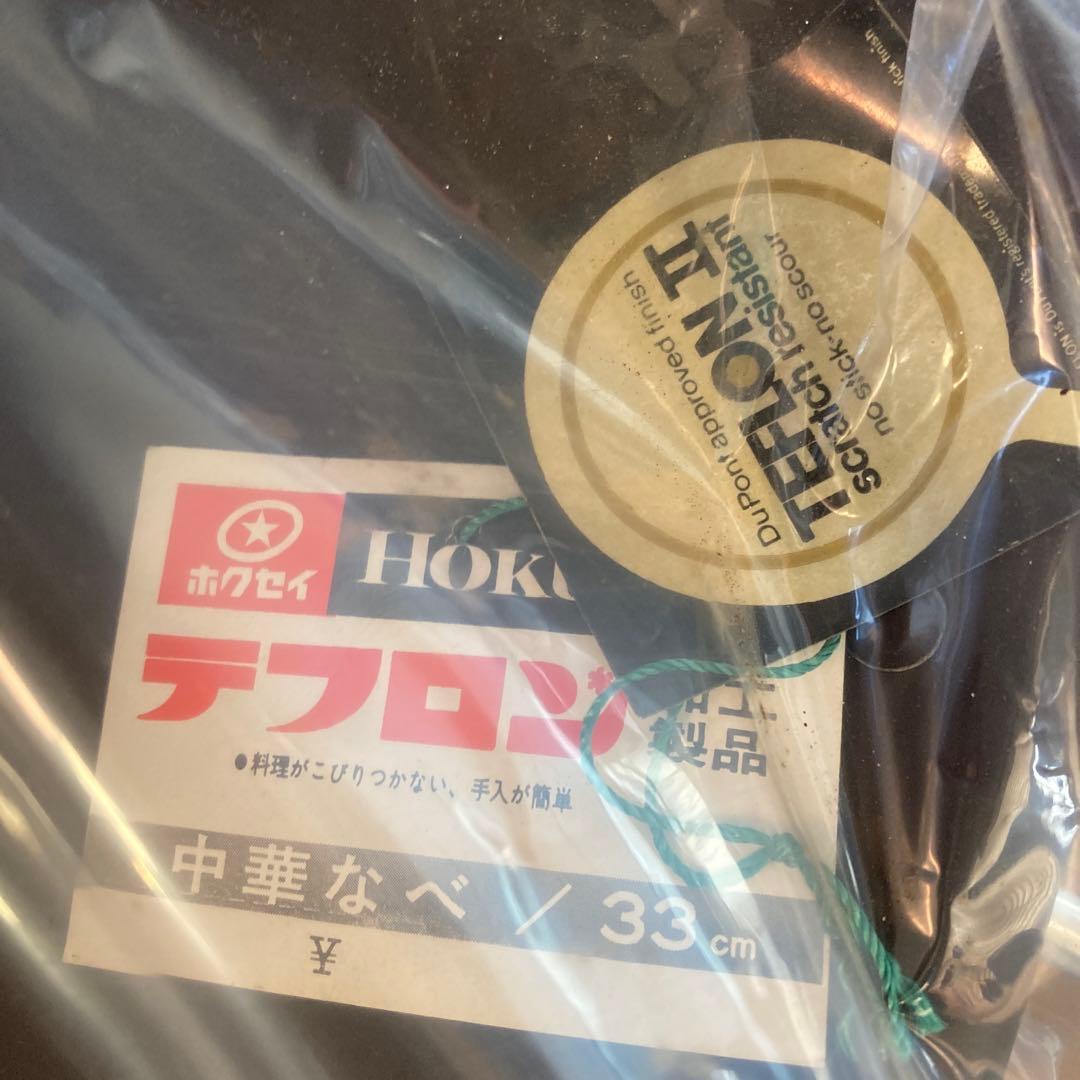 DuPont approved finish
TEFLON II
scratch resistant
no stick-no scour
ホクセイ
テフロン
加工
製品
●料理がこびりつかない、手入が簡単
中華なべ / 33cm
¥